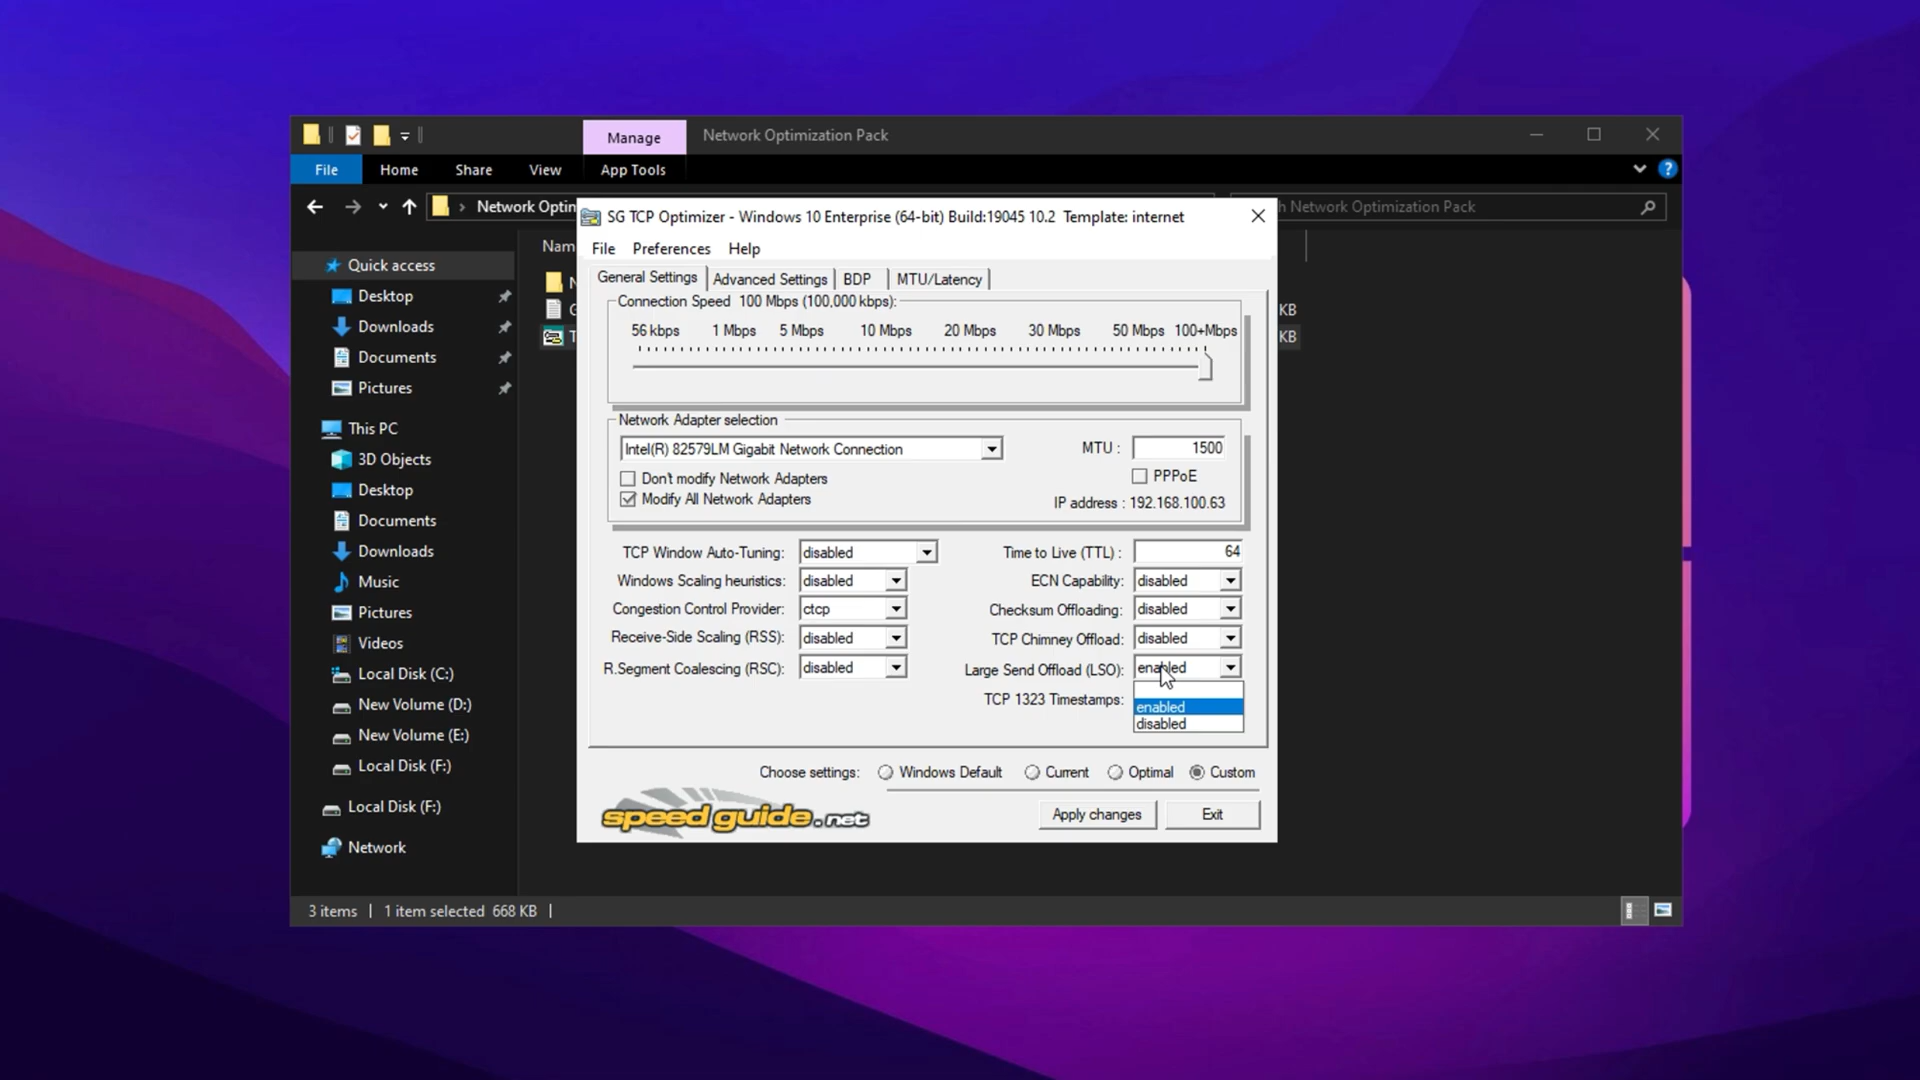 Manage
Network Optimization Pack
File
Home
Share
View
App Tools
Network Optin
h Network Optimization Pack
SG TCP Optimizer - Windows 10 Enterprise (64-bit) Build:19045 10.2 Template: internet
File
Preferences
Help
General Settings
Advanced Settings
BDP
MTU/Latency
Connection Speed 100 Mbps (100,000 kbps):
56 kbps
1 Mbps
5 Mbps
10 Mbps
20 Mbps
30 Mbps
50 Mbps
100+Mbps
Network Adapter selection
Intel(R) 82579LM Gigabit Network Connection
MTU :
1500
Don't modify Network Adapters
PPPoE
Modify All Network Adapters
IP address : 192.168.100.63
TCP Window Auto-Tuning:
disabled
Time to Live (TTL) :
64
Windows Scaling heuristics:
disabled
ECN Capability:
disabled
Congestion Control Provider:
ctcp
Checksum Offloading:
disabled
Receive-Side Scaling (RSS):
disabled
TCP Chimney Offload:
disabled
R.Segment Coalescing (RSC):
disabled
Large Send Offload (LSO):
enabled
TCP 1323 Timestamps:
enabled
disabled
Choose settings:
Windows Default
Current
Optimal
Custom
speed guide.net
Apply changes
Exit
Nam
KB
KB
Quick access
Desktop
Downloads
Documents
Pictures
This PC
3D Objects
Desktop
Documents
Downloads
Music
Pictures
Videos
Local Disk (C:)
New Volume (D:)
New Volume (E:)
Local Disk (F:)
Local Disk (F:)
Network
3 items
1 item selected 668 KB